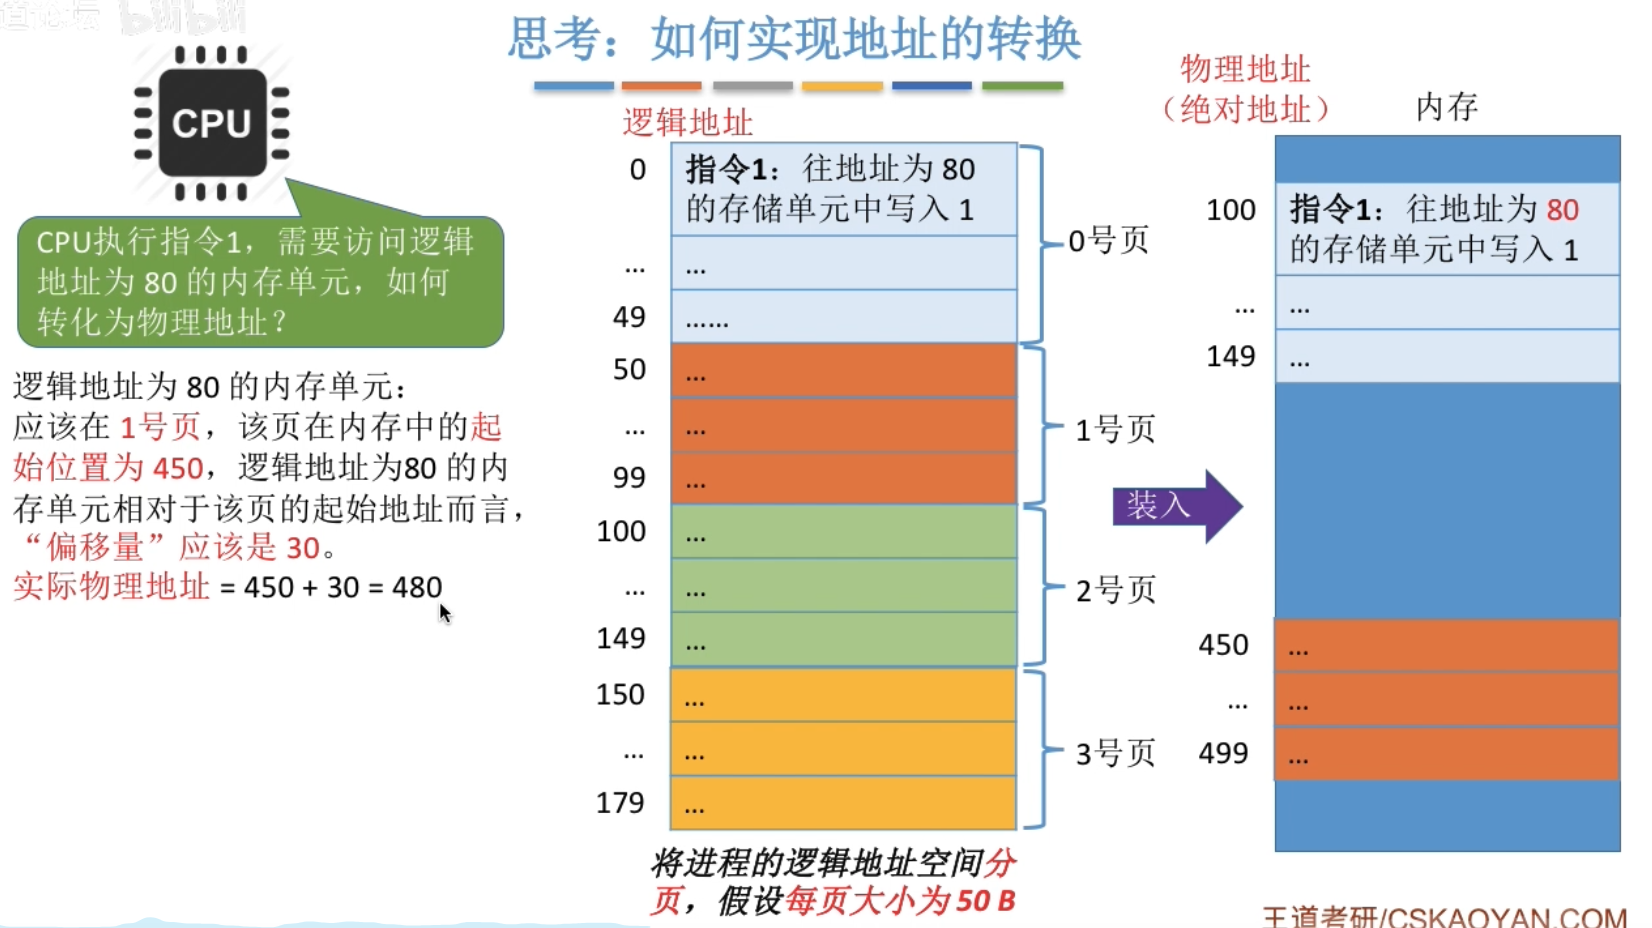 思考：如何实现地址的转换
CPU
CPU执行指令1，需要访问逻辑
地址为 80 的内存单元，如何
转化为物理地址？
逻辑地址为 80 的内存单元：
应该在 1号页，该页在内存中的起
始位置为 450，逻辑地址为80 的内
存单元相对于该页的起始地址而言，
“偏移量”应该是 30。
实际物理地址 = 450 + 30 = 480
逻辑地址
0
指令1：往地址为 80
的存储单元中写入 1
... ...
49 ......
0号页
50 ...
... ...
99 ...
1号页
100 ...
... ...
149 ...
2号页
150 ...
... ...
179 ...
3号页
将进程的逻辑地址空间分
页，假设每页大小为 50 B
装入
物理地址
（绝对地址）
内存
100
指令1：往地址为 80
的存储单元中写入 1
... ...
149 ...
450 ...
... ...
499 ...
王道考研/CSKAOYAN.COM